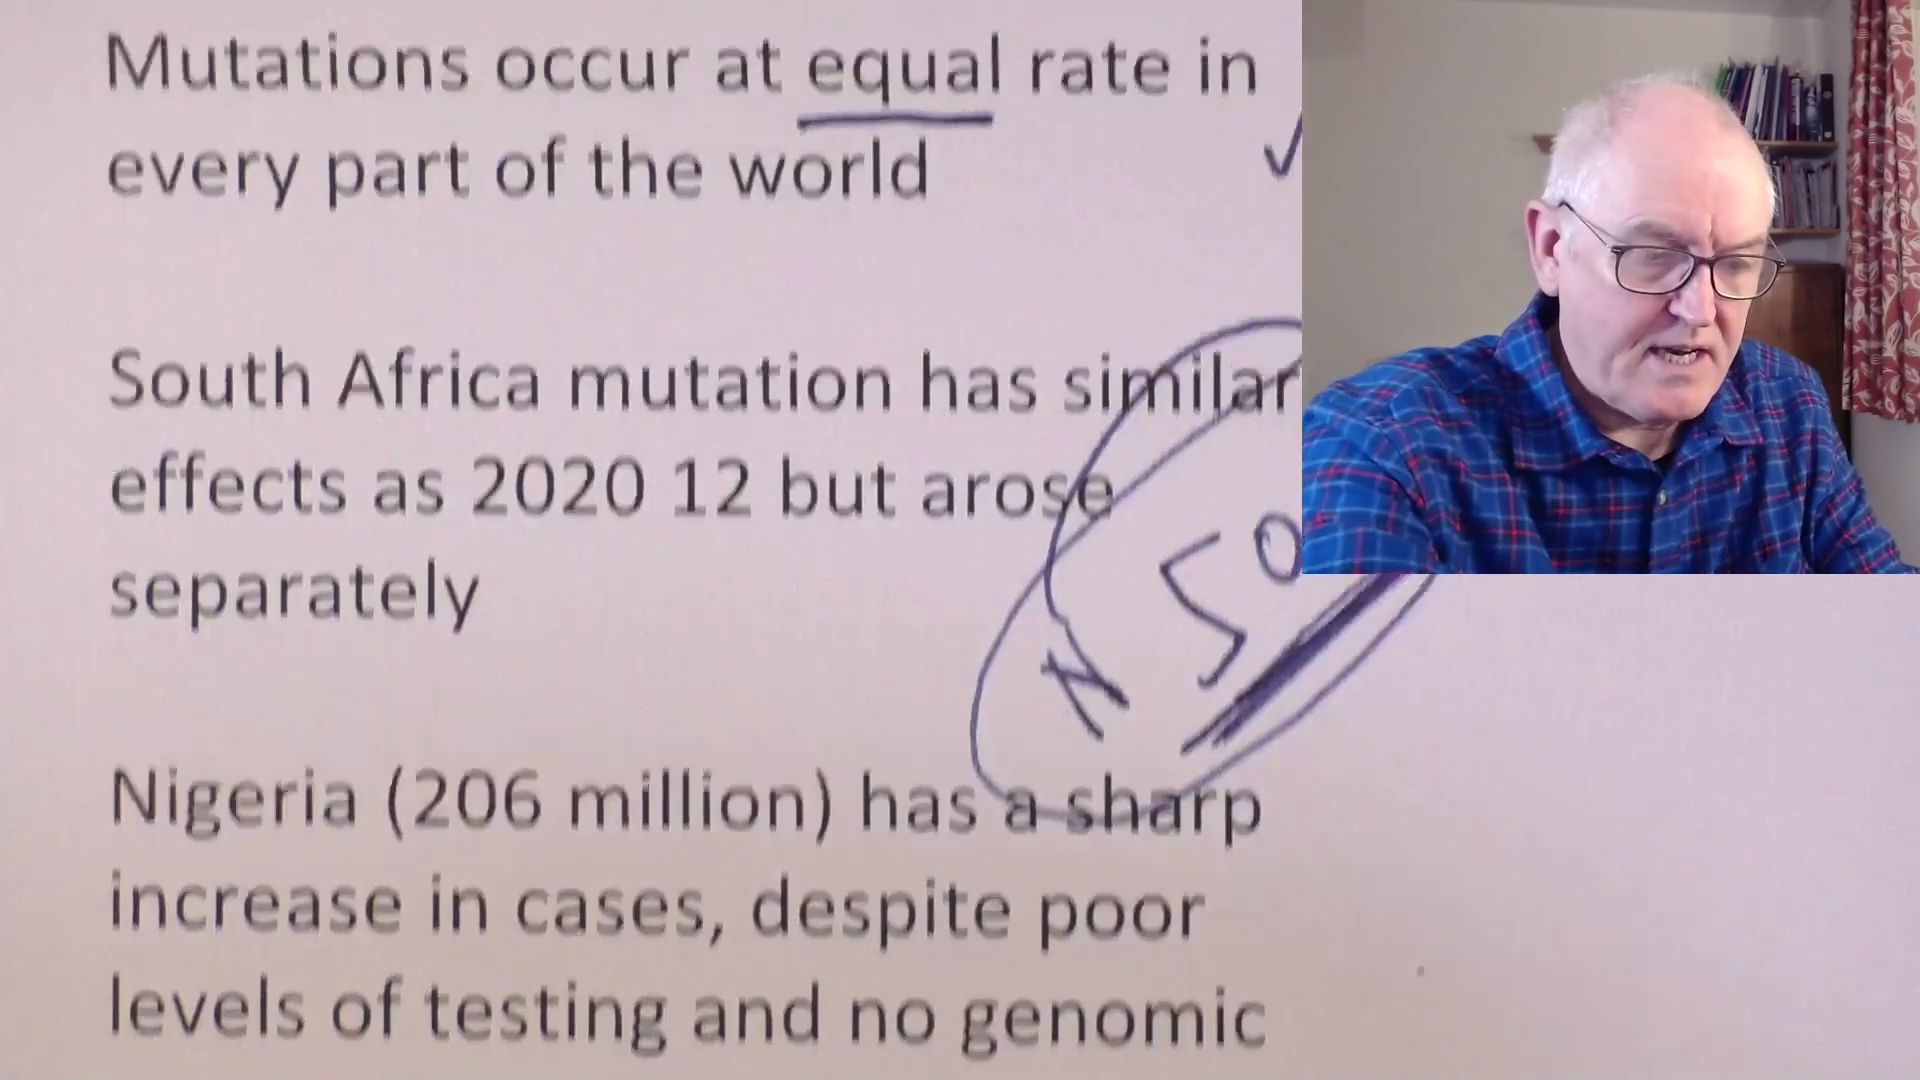 Mutations occur at equal rate in
every part of the world
South Africa mutation has similar
effects as 2020 12 but arose
separately
N 50
Nigeria (206 million) has a sharp
increase in cases, despite poor
levels of testing and no genomic